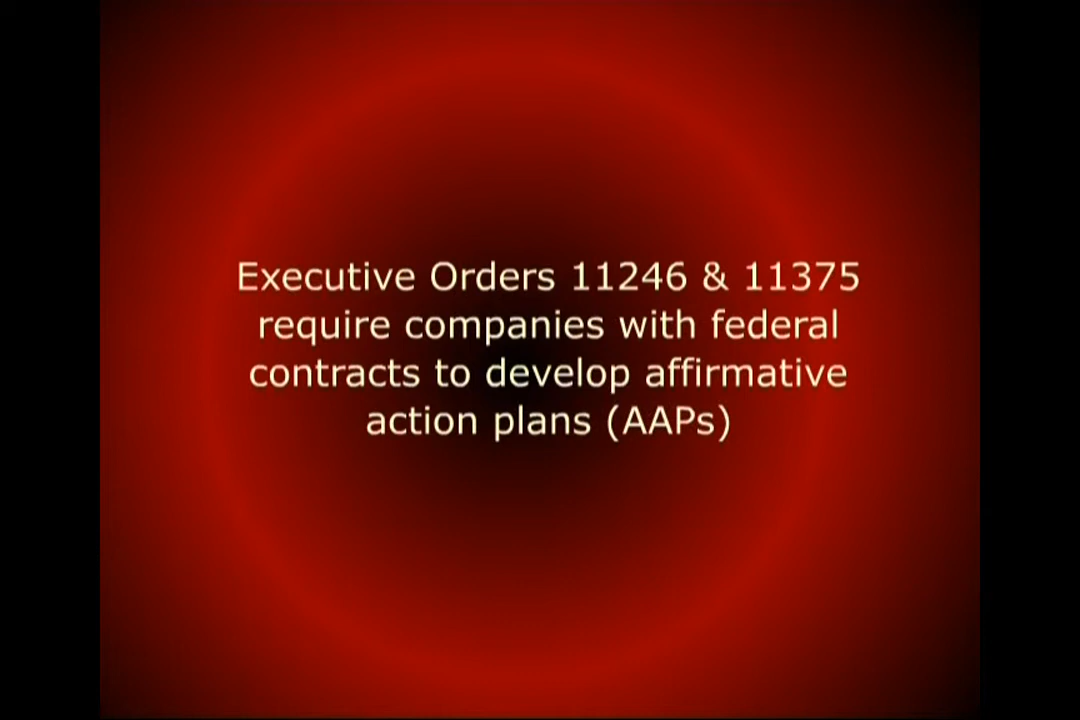 Executive Orders 11246 & 11375
require companies with federal
contracts to develop affirmative
action plans (AAPs)